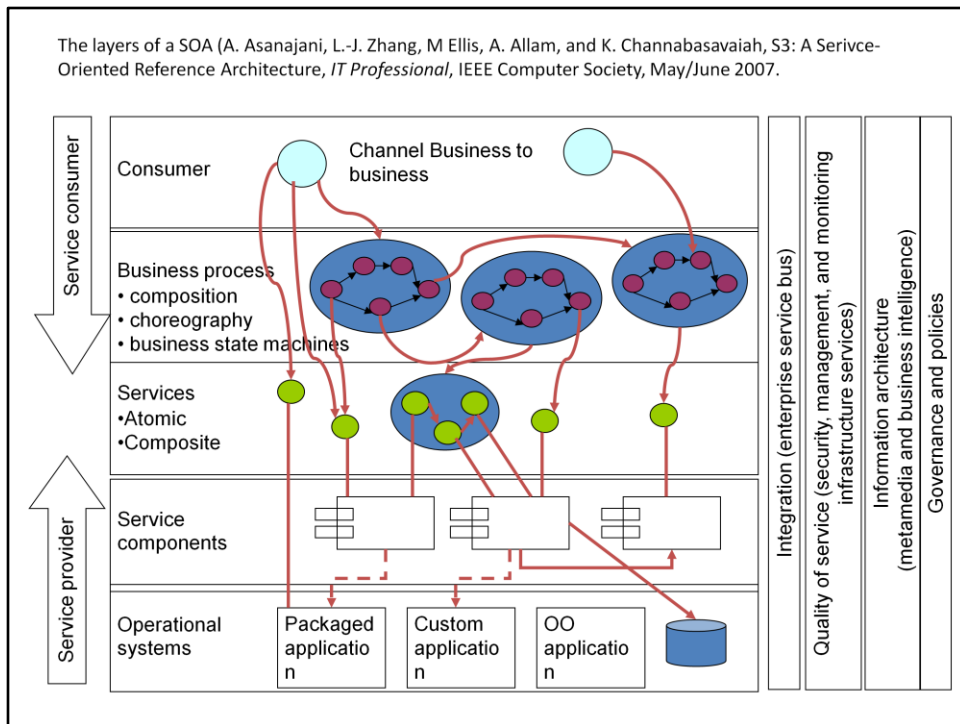 The layers of a SOA (A. Asanajani, L.-J. Zhang, M Ellis, A. Allam, and K. Channabasavaiah, S3: A Serivce-
Oriented Reference Architecture, IT Professional, IEEE Computer Society, May/June 2007.
Service consumer
Service provider
Consumer
Channel Business to
business
Business process
• composition
• choreography
• business state machines
Services
•Atomic
•Composite
Service
components
Operational
systems
Packaged
applicatio
n
Custom
applicatio
n
OO
applicatio
n
Integration (enterprise service bus)
Quality of service (security, management, and monitoring
infrastructure services)
Information architecture
(metamedia and business intelligence)
Governance and policies